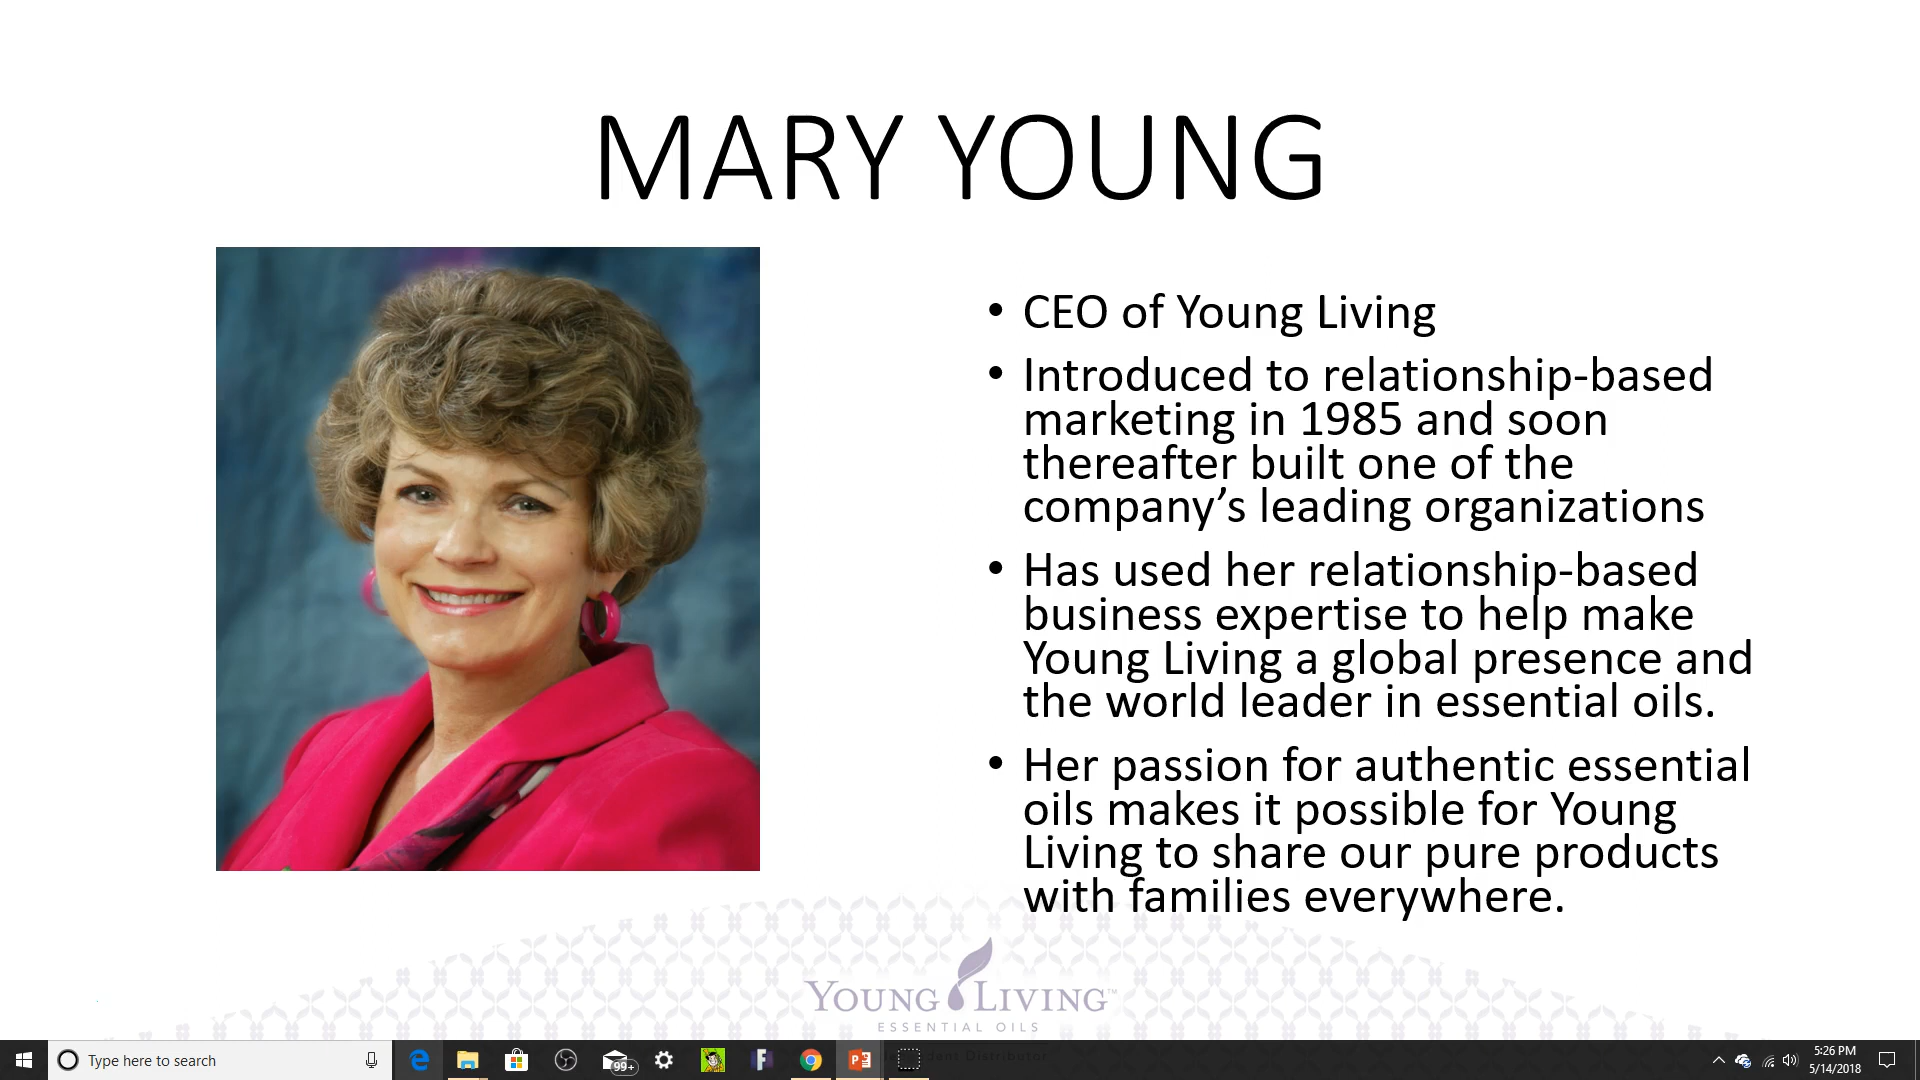 MARY YOUNG
• CEO of Young Living
• Introduced to relationship-based
marketing in 1985 and soon
thereafter built one of the
company’s leading organizations
• Has used her relationship-based
business expertise to help make
Young Living a global presence and
the world leader in essential oils.
• Her passion for authentic essential
oils makes it possible for Young
Living to share our pure products
with families everywhere.
YOUNG LIVING™
ESSENTIAL OILS
Type here to search
99+
Distributor
5:26 PM
5/14/2018